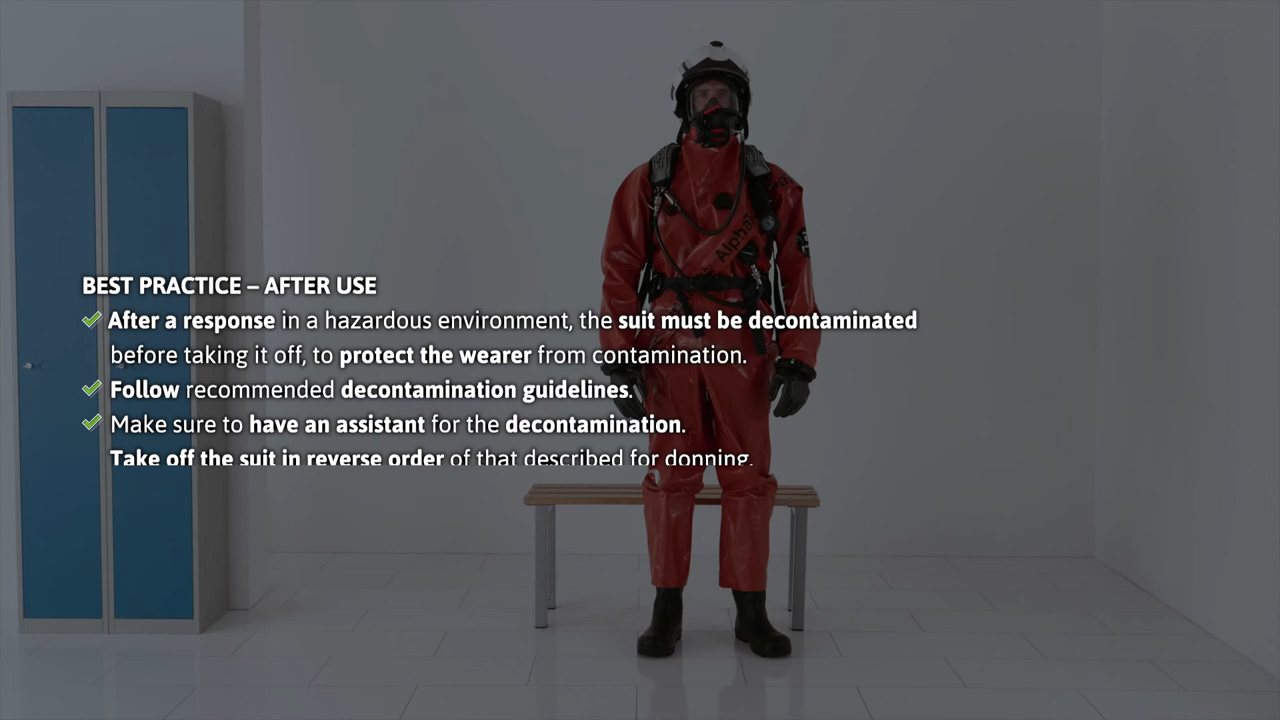 BEST PRACTICE – AFTER USE
After a response in a hazardous environment, the suit must be decontaminated
before taking it off, to protect the wearer from contamination.
Follow recommended decontamination guidelines.
Make sure to have an assistant for the decontamination.
Take off the suit in reverse order of that described for donning.